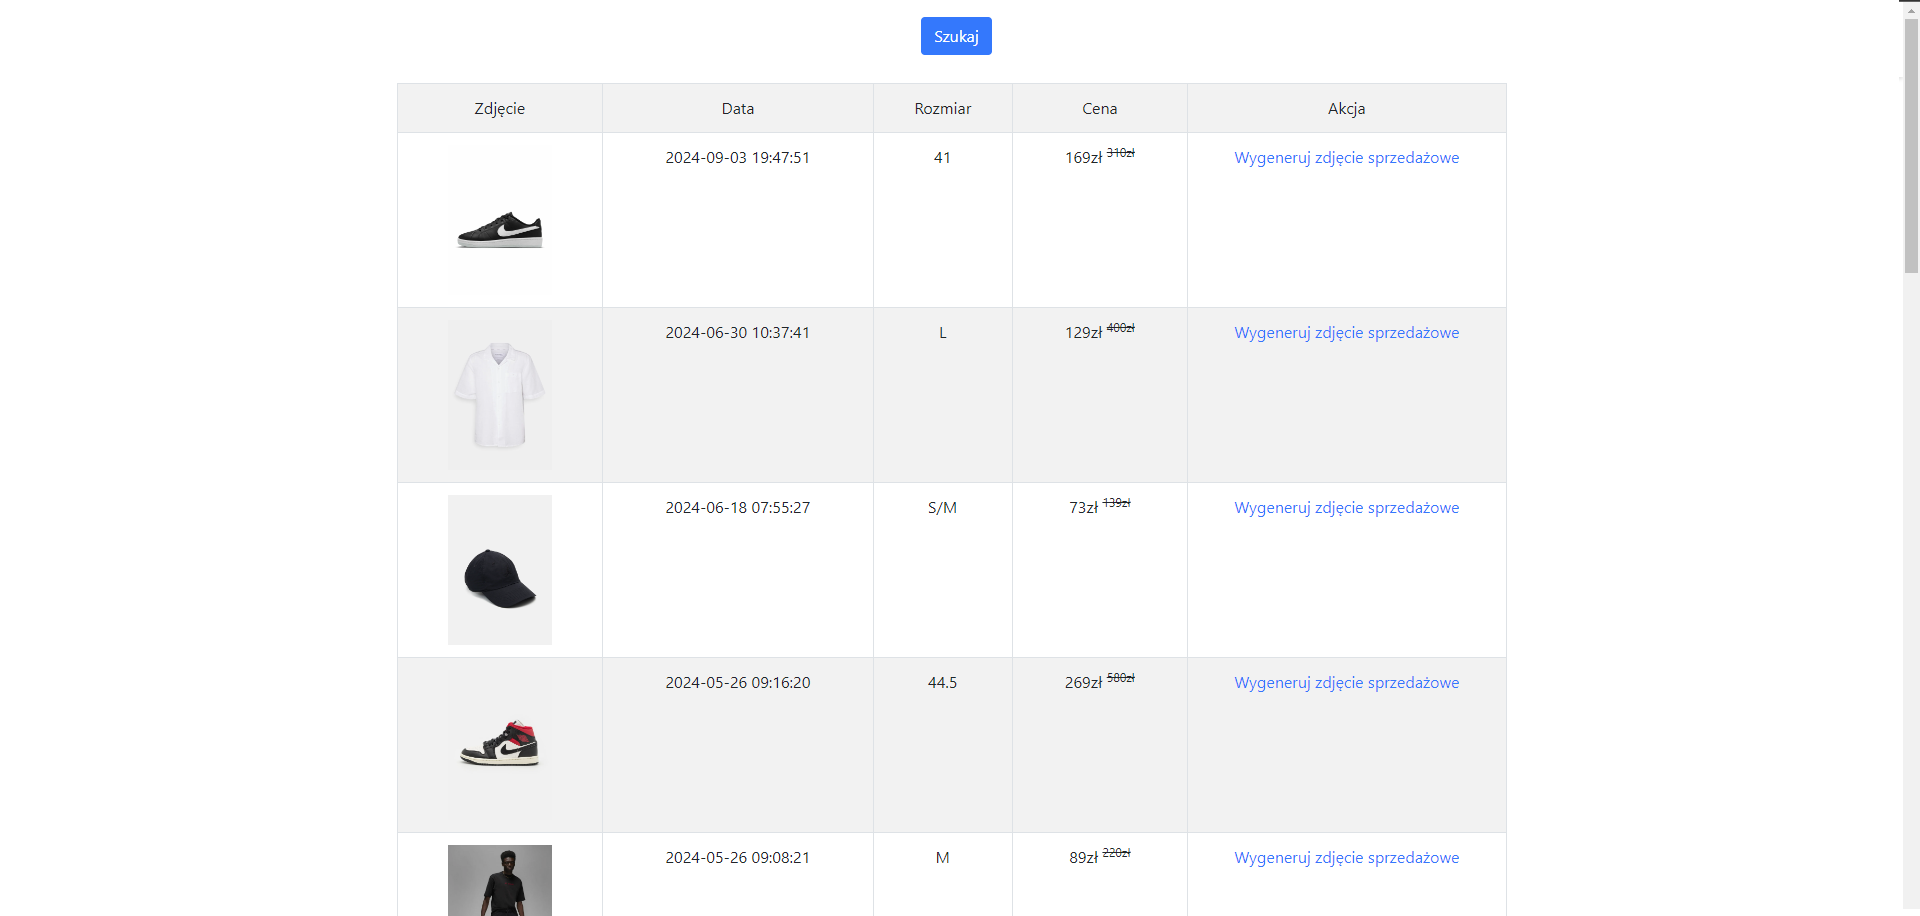 Szukaj
Zdjęcie Data Rozmiar Cena Akcja
2024-09-03 19:47:51 41 169zł 310zł Wygeneruj zdjęcie sprzedażowe
2024-06-30 10:37:41 L 129zł 400zł Wygeneruj zdjęcie sprzedażowe
2024-06-18 07:55:27 S/M 73zł 139zł Wygeneruj zdjęcie sprzedażowe
2024-05-26 09:16:20 44.5 269zł 580zł Wygeneruj zdjęcie sprzedażowe
2024-05-26 09:08:21 M 89zł 220zł Wygeneruj zdjęcie sprzedażowe